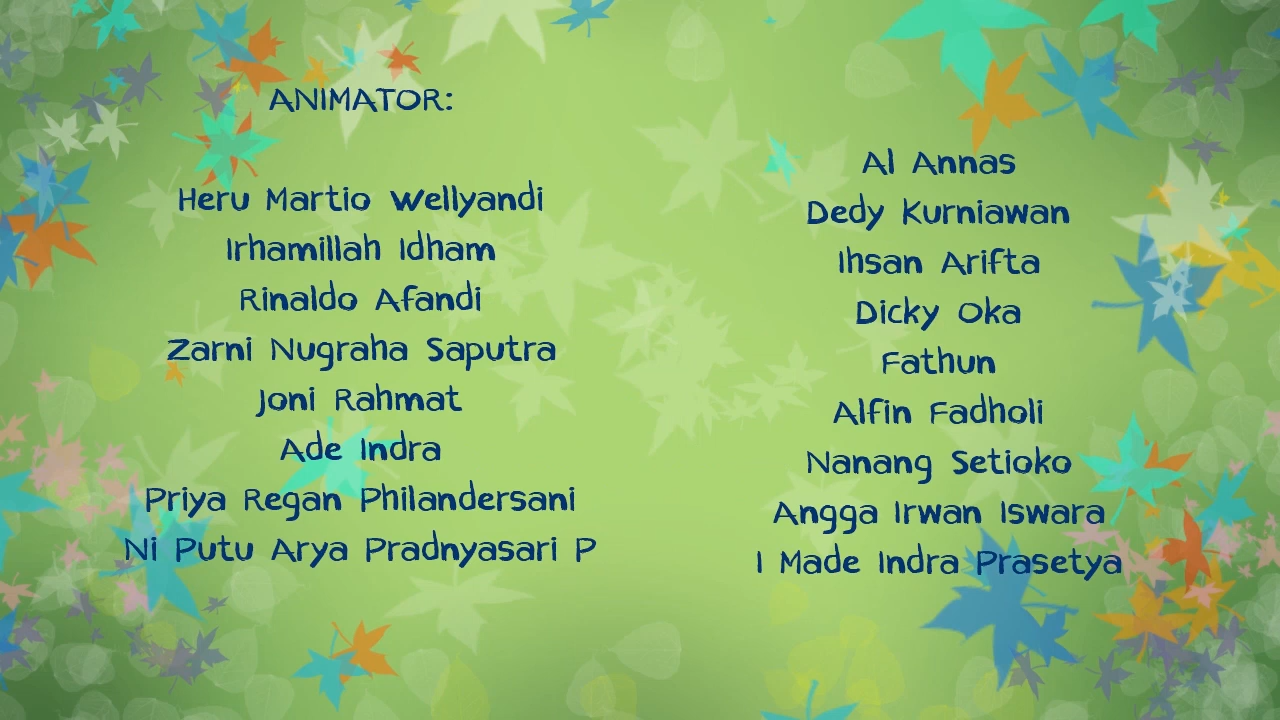 ANIMATOR:
Heru Martio Wellyandi
Irhamillah Idham
Rinaldo Afandi
Zarni Nugraha Saputra
Joni Rahmat
Ade Indra
Priya Regan Philandersani
Ni Putu Arya Pradnyasari P
Al Annas
Dedy Kurniawan
Ihsan Arifta
Dicky Oka
Fathun
Alfin Fadholi
Nanang Setioko
Angga Irwan Iswara
I Made Indra Prasetya